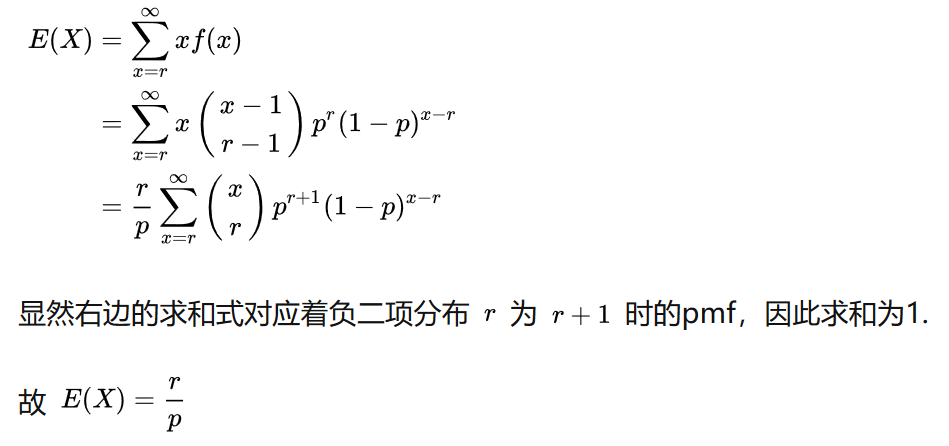 E(X) = \sum_{x=r}^{\infty} x f(x)
= \sum_{x=r}^{\infty} x \binom{x-1}{r-1} p^r (1-p)^{x-r}
= \frac{r}{p} \sum_{x=r}^{\infty} \binom{x}{r} p^{r+1} (1-p)^{x-r}
显然右边的求和式对应着负二项分布 r 为 r + 1 时的pmf，因此求和为1.
故 E(X) = \frac{r}{p}